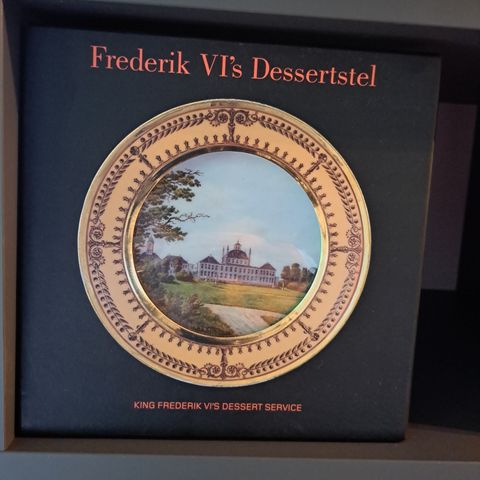 Frederik VI's Dessertstel
KING FREDERIK VI'S DESSERT SERVICE